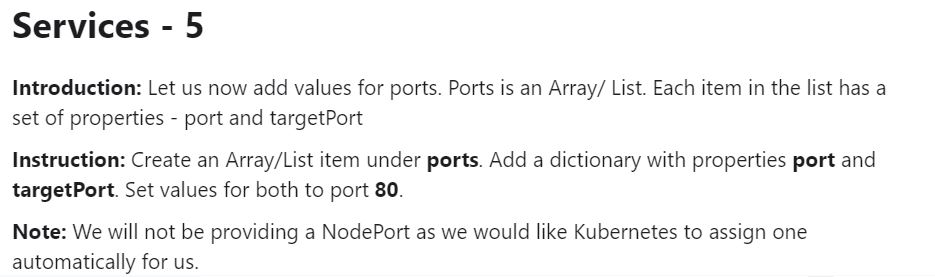 Services - 5
Introduction: Let us now add values for ports. Ports is an Array/ List. Each item in the list has a
set of properties - port and targetPort
Instruction: Create an Array/List item under ports. Add a dictionary with properties port and
targetPort. Set values for both to port 80.
Note: We will not be providing a NodePort as we would like Kubernetes to assign one
automatically for us.